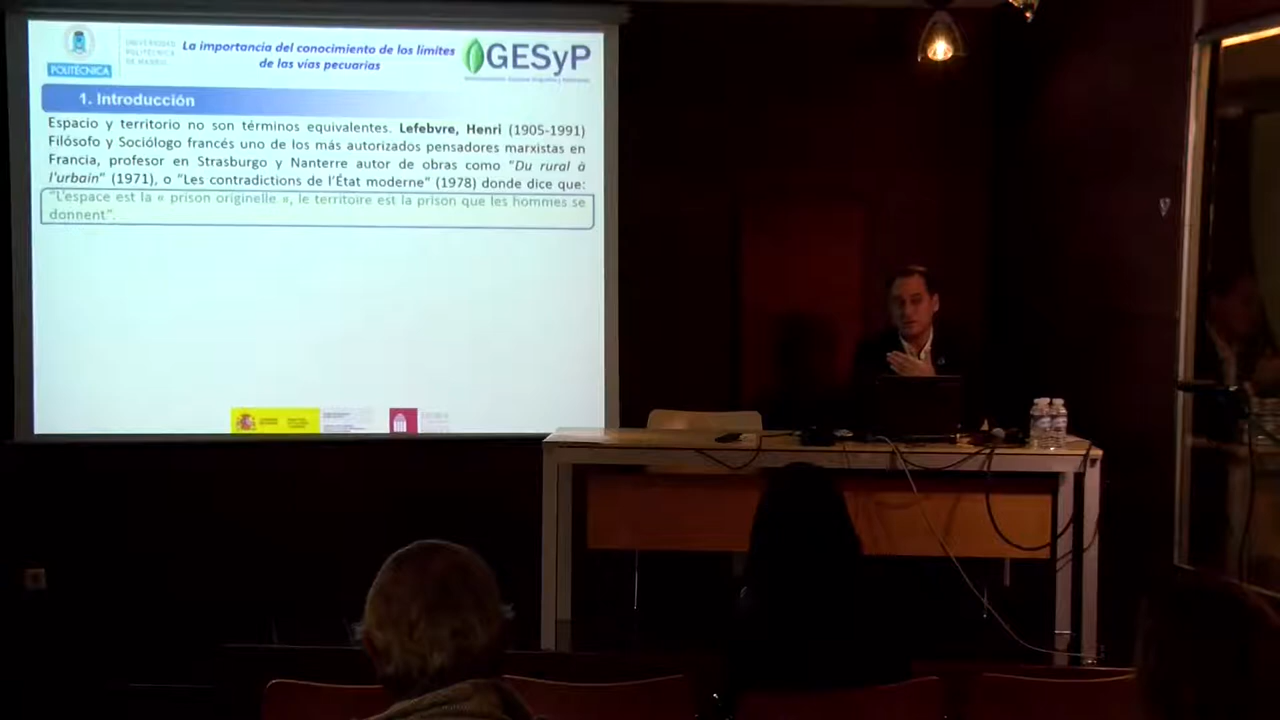 UNIVERSIDAD
POLITÉCNICA
DE MADRID
POLITÉCNICA
La importancia del conocimiento de los límites
de las vías pecuarias
GESyP
1. Introducción
Espacio y territorio no son términos equivalentes. Lefebvre, Henri (1905-1991)
Filósofo y Sociólogo francés uno de los más autorizados pensadores marxistas en
Francia, profesor en Strasburgo y Nanterre autor de obras como "Du rural à
l'urbain" (1971), o "Les contradictions de l'État moderne" (1978) donde dice que:
"L'espace est la « prison originelle », le territoire est la prison que les hommes se
donnent".